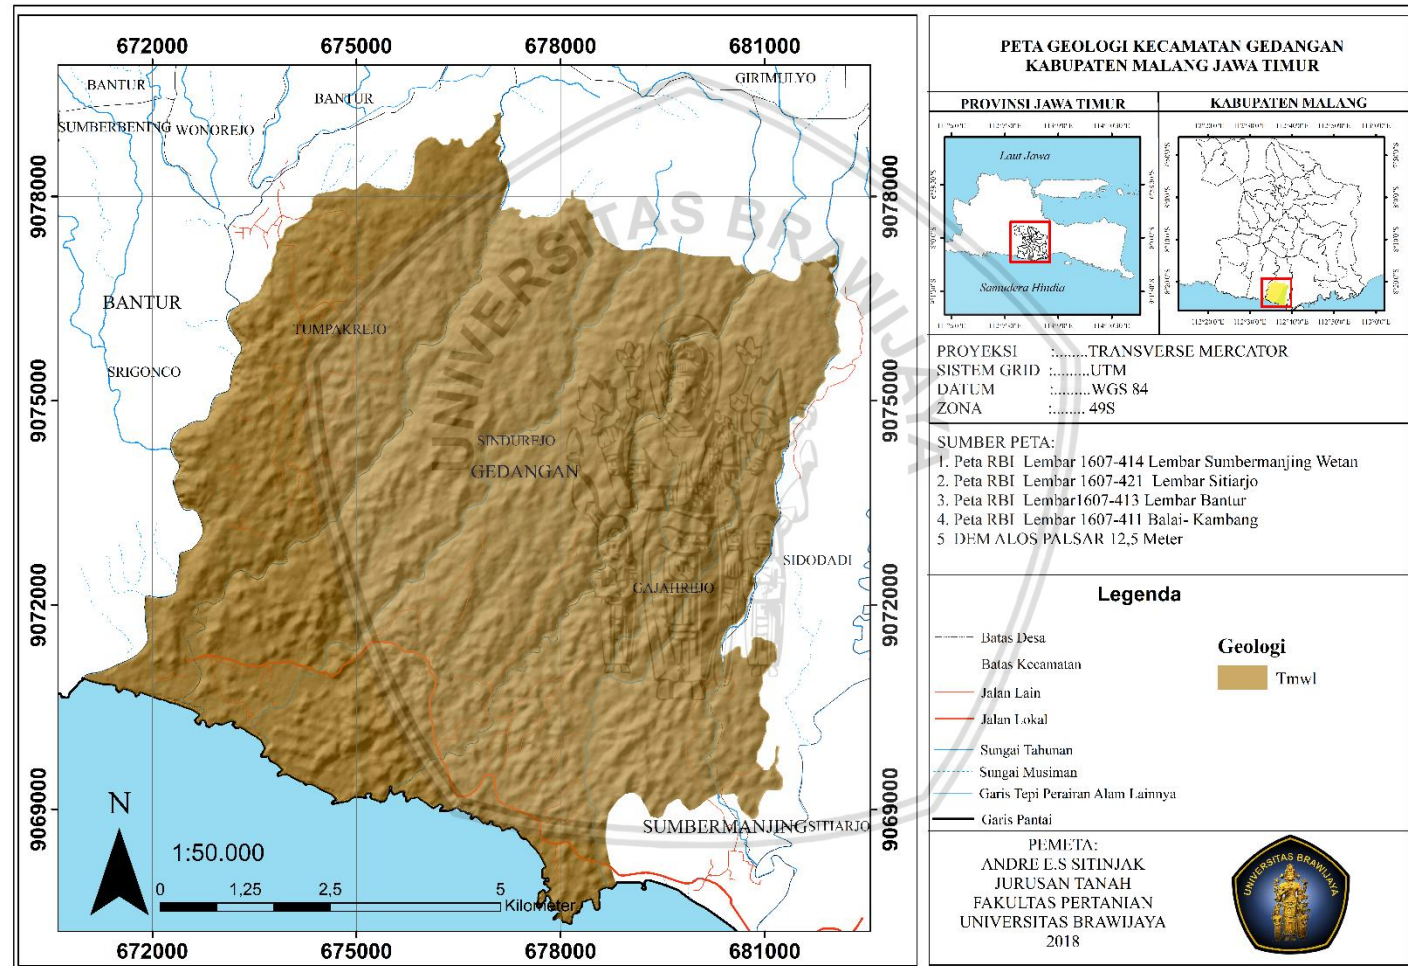 672000
675000
678000
681000
BANTUR
BANTUR
GIRIMULYO
SUMBERBENING
WONOREJO
9078000
9078000
BANTUR
TUMPAKREJO
SRIGONCO
9075000
9075000
SINDUREJO
GEDANGAN
SIDODADI
GAJAHREJO
9072000
9072000
9069000
9069000
SUMBERMANJING
SITIARJO
N
1:50.000
0 1,25 2,5 5
Kilometer
672000
675000
678000
681000
UNIVERSITAS BRAWIJAYA
PETA GEOLOGI KECAMATAN GEDANGAN
KABUPATEN MALANG JAWA TIMUR
PROVINSI JAWA TIMUR
KABUPATEN MALANG
Laut Jawa
Samudera Hindia
PROYEKSI :........TRANSVERSE MERCATOR
SISTEM GRID :.........UTM
DATUM :.........WGS 84
ZONA :........ 49S
SUMBER PETA:
1. Peta RBI Lembar 1607-414 Lembar Sumbermanjing Wetan
2. Peta RBI Lembar 1607-421 Lembar Sitiarjo
3. Peta RBI Lembar1607-413 Lembar Bantur
4. Peta RBI Lembar 1607-411 Balai- Kambang
5 DEM ALOS PALSAR 12,5 Meter
Legenda
Batas Desa
Batas Kecamatan
Jalan Lain
Jalan Lokal
Sungai Tahunan
Sungai Musiman
Garis Tepi Perairan Alam Lainnya
Garis Pantai
Geologi
Tmwl
PEMETA:
ANDRE E.S SITINJAK
JURUSAN TANAH
FAKULTAS PERTANIAN
UNIVERSITAS BRAWIJAYA
2018
UNIVERSITAS BRAWIJAYA